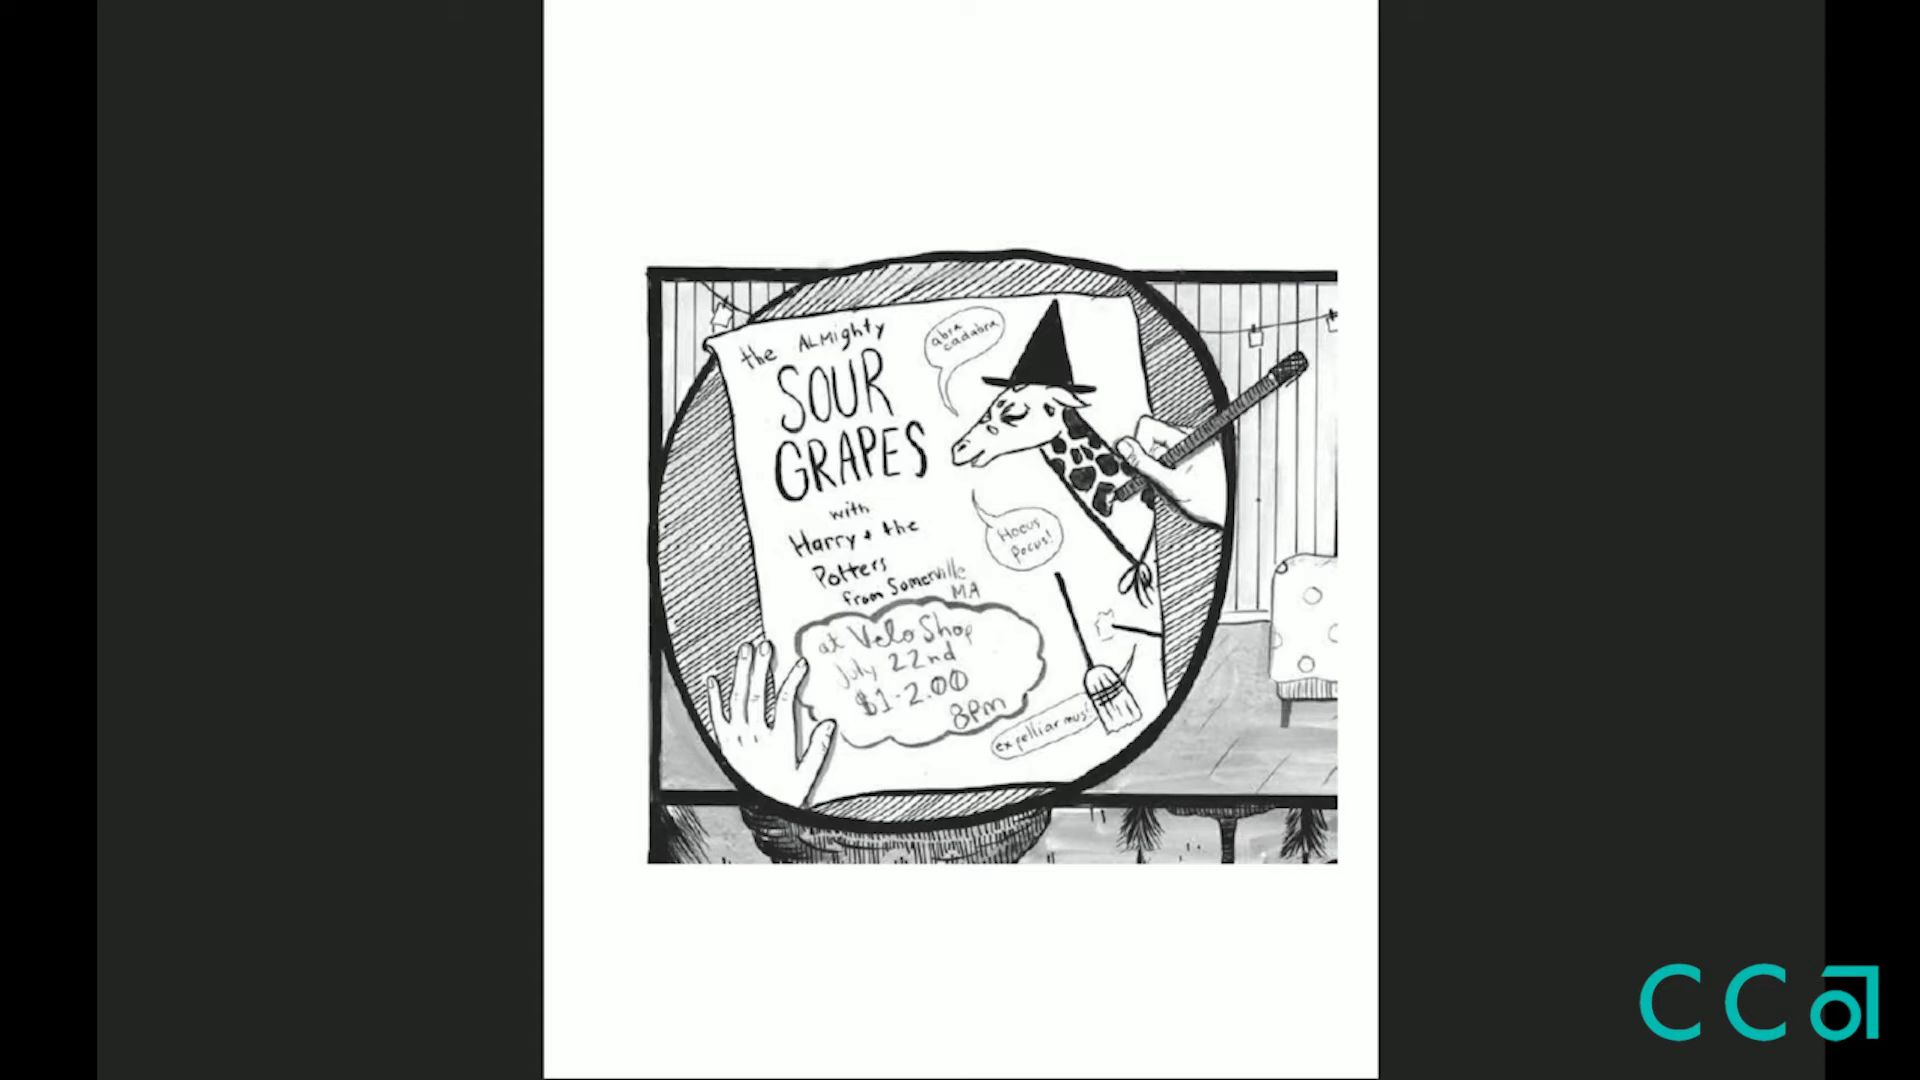 the ALMighty
SOUR
GRAPES
with
Harry + the
Potters
from Somerville
MA
at Velo Shop
July 22nd
$1-2.00
8pm
abra
cadabra
Hocus
pocus!
expelliarmus!
CCa